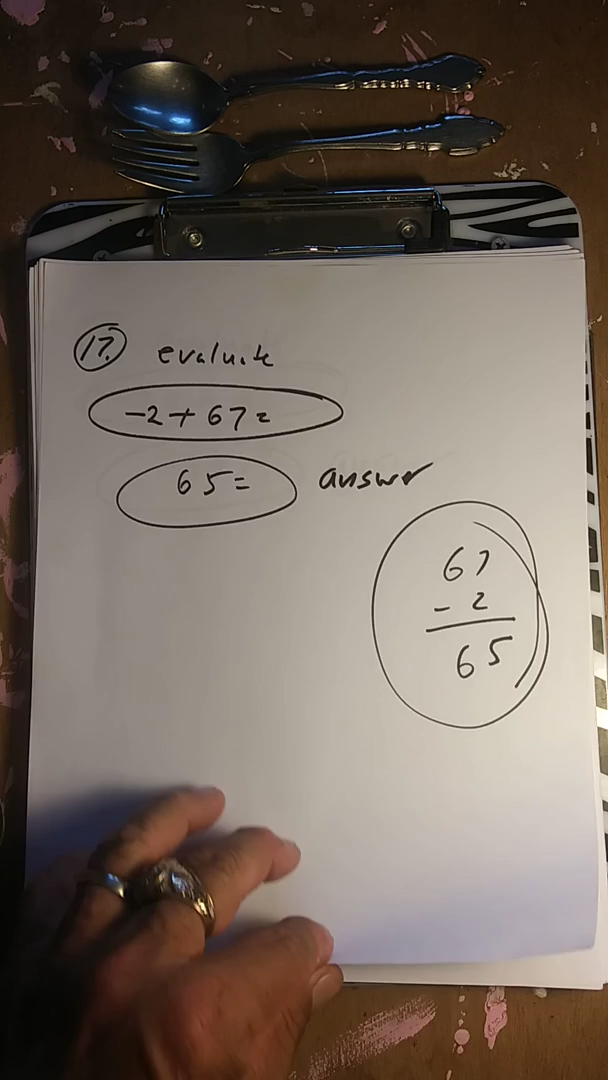 17. evaluate
-2+67=
65= answer
67
- 2
65